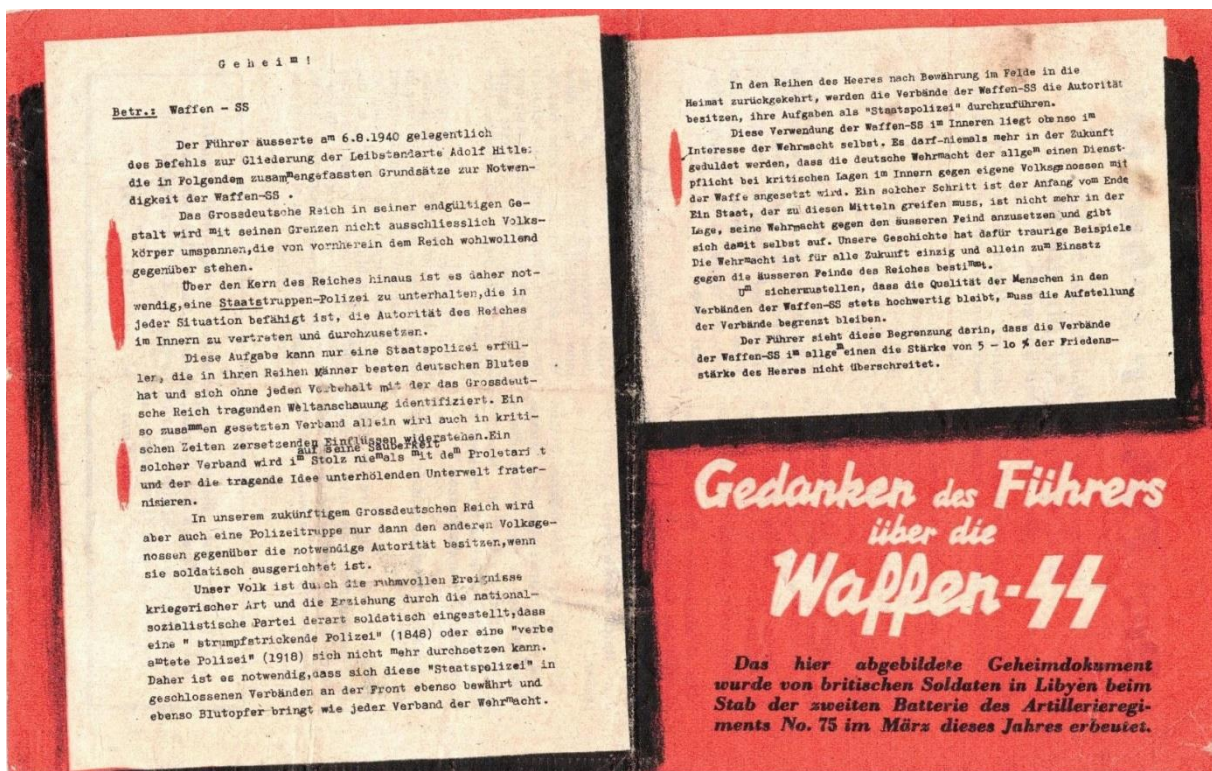 Geheim!
Betr.: Waffen - SS
Der Führer äusserte am 6.8.1940 gelegentlich
des Befehls zur Gliederung der Leibstandarte Adolf Hitler
die in Folgendem zusammengefassten Grundsätze zur Notwen-
digkeit der Waffen-SS .
Das Grossdeutsche Reich in seiner endgültigen Ge-
stalt wird mit seinen Grenzen nicht ausschliesslich Volks-
körper umspannen,die von vornherein dem Reich wohlwollend
gegenüber stehen.
Über den Kern des Reiches hinaus ist es daher not-
wendig,eine Staatstruppen-Polizei zu unterhalten,die in
jeder Situation befähigt ist, die Autorität des Reiches
im Innern zu vertreten und durchzusetzen.
Diese Aufgabe kann nur eine Staatspolizei erfül-
len, die in ihren Reihen Männer besten deutschen Blutes
hat und sich ohne jeden Vorbehalt mit der das Grossdeut-
sche Reich tragenden Weltanschauung identifiziert. Ein
so zusammen gesetzten Verband allein wird auch in kriti-
schen Zeiten zersetzenden Einflüssen widerstehen.Ein
auf seine Sauberkeit
solcher Verband wird im Stolz niemals mit dem Proletari t
und der die tragende Idee unterhölenden Unterwelt frater-
nisieren.
In unserem zukünftigem Grossdeutschen Reich wird
aber auch eine Polizeitruppe nur dann den anderen Volksge-
nossen gegenüber die notwendige Autorität besitzen,wenn
sie soldatisch ausgerichtet ist.
Unser Volk ist durch die ruhmvollen Ereignisse
kriegerischer Art und die Erziehung durch die national-
sozialistische Partei derart soldatisch eingestellt,dass
eine " strumpfstrickende Polizei" (1848) oder eine "verbe
amtete Polizei" (1918) sich nicht mehr durchsetzen kann.
Daher ist es notwendig,dass sich diese "Staatspolizei" in
geschlossenen Verbänden an der Front ebenso bewährt und
ebenso Blutopfer bringt wie jeder Verband der Wehrmacht.
In den Reihen des Heeres nach Bewährung im Felde in die
Heimat zurückgekehrt, werden die Verbände der Waffen-SS die Autorität
besitzen, ihre Aufgaben als "Staatspolizei" durchzuführen.
Diese Verwendung der Waffen-SS im Inneren liegt ebenso im
Interesse der Wehrmacht selbst. Es darf-niemals mehr in der Zukunft
geduldet werden, dass die deutsche Wehrmacht der allgemeinen Dienst-
pflicht bei kritischen Lagen im Innern gegen eigene Volksgnossen mit
der Waffe angesetzt wird. Ein solcher Schritt ist der Anfang vom Ende
Ein Staat, der zu diesen Mitteln greifen muss, ist nicht mehr in der
Lage, seine Wehrmacht gegen den äusseren Feind anzusetzen und gibt
sich damit selbst auf. Unsere Geschichte hat dafür traurige Beispiele
Die Wehrmacht ist für alle Zukunft einzig und allein zum Einsatz
gegen die äusseren Feinde des Reiches bestimmt.
Um sicherzustellen, dass die Qualität der Menschen in den
Verbänden der Waffen-SS stets hochwertig bleibt, muss die Aufstellung
der Verbände begrenzt bleiben.
Der Führer sieht diese Begrenzung darin, dass die Verbände
der Waffen-SS im allgemeinen die Stärke von 5 - 10 % der Friedens-
stärke des Heeres nicht überschreitet.
Gedanken des Führers
über die
Waffen-SS
Das hier abgebildete Geheimdokument
wurde von britischen Soldaten in Libyen beim
Stab der zweiten Batterie des Artillerieregi-
ments No. 75 im März dieses Jahres erbeutet.